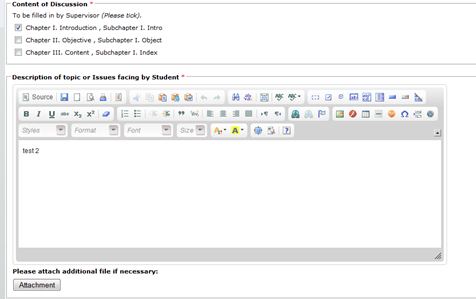 Content of Discussion *
To be filled in by Supervisor (Please tick).
Chapter I. Introduction , Subchapter I. Intro
Chapter II. Objective , Subchapter I. Object
Chapter III. Content , Subchapter I. Index
Description of topic or Issues facing by Student *
Source
B I U abc X₂ X²
Styles Format Font Size
test 2
Please attach additional file if necessary:
Attachment